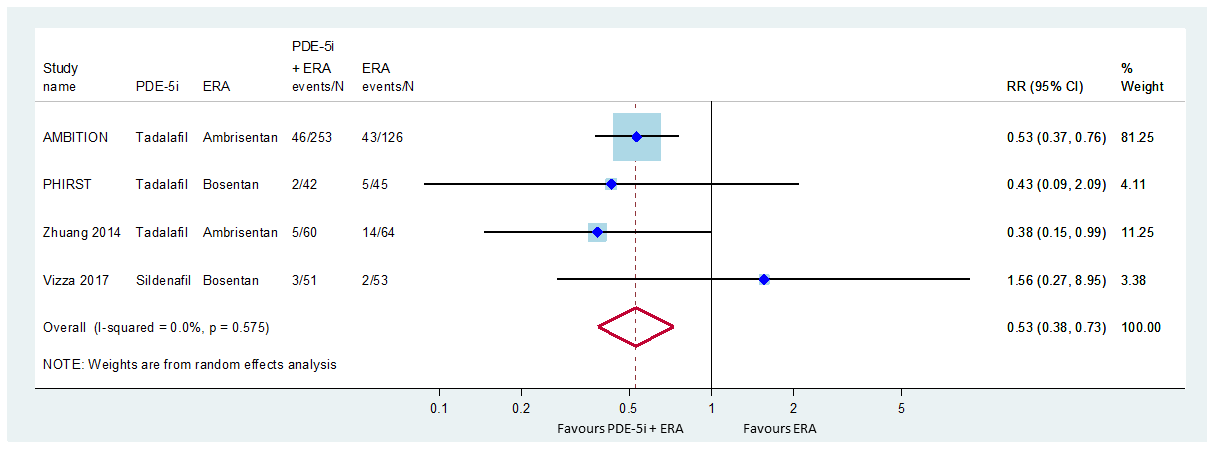 PDE-5i
Study + ERA ERA %
name PDE-5i ERA events/N events/N RR (95% CI) Weight
AMBITION Tadalafil Ambrisentan 46/253 43/126 0.53 (0.37, 0.76) 81.25
PHIRST Tadalafil Bosentan 2/42 5/45 0.43 (0.09, 2.09) 4.11
Zhuang 2014 Tadalafil Ambrisentan 5/60 14/64 0.38 (0.15, 0.99) 11.25
Vizza 2017 Sildenafil Bosentan 3/51 2/53 1.56 (0.27, 8.95) 3.38
Overall (I-squared = 0.0%, p = 0.575) 0.53 (0.38, 0.73) 100.00
NOTE: Weights are from random effects analysis
0.1 0.2 0.5 1 2 5
Favours PDE-5i + ERA Favours ERA